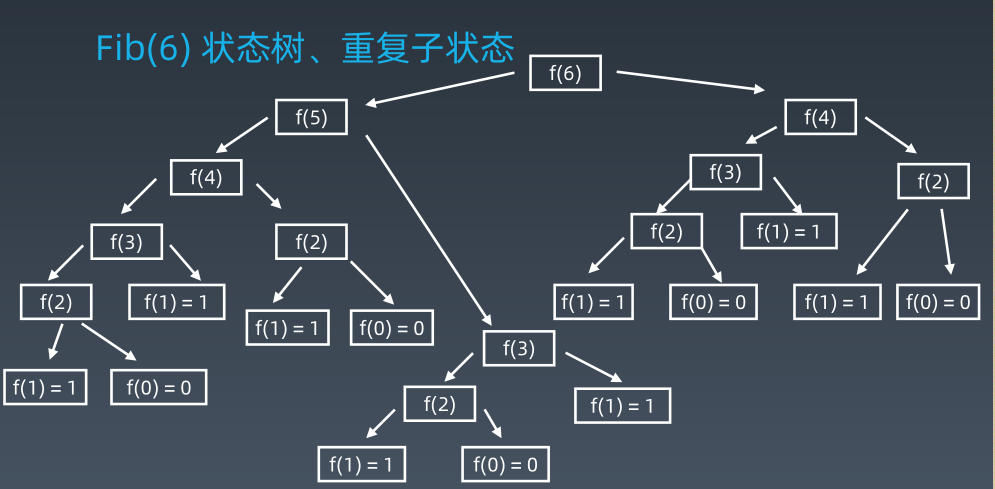 Fib(6) 状态树、重复子状态
f(6)
f(5)
f(4)
f(4)
f(3)
f(2)
f(3)
f(2)
f(2)
f(1) = 1
f(2)
f(1) = 1
f(1) = 1
f(0) = 0
f(1) = 1
f(0) = 0
f(1) = 1
f(0) = 0
f(3)
f(1) = 1
f(0) = 0
f(2)
f(1) = 1
f(1) = 1
f(0) = 0